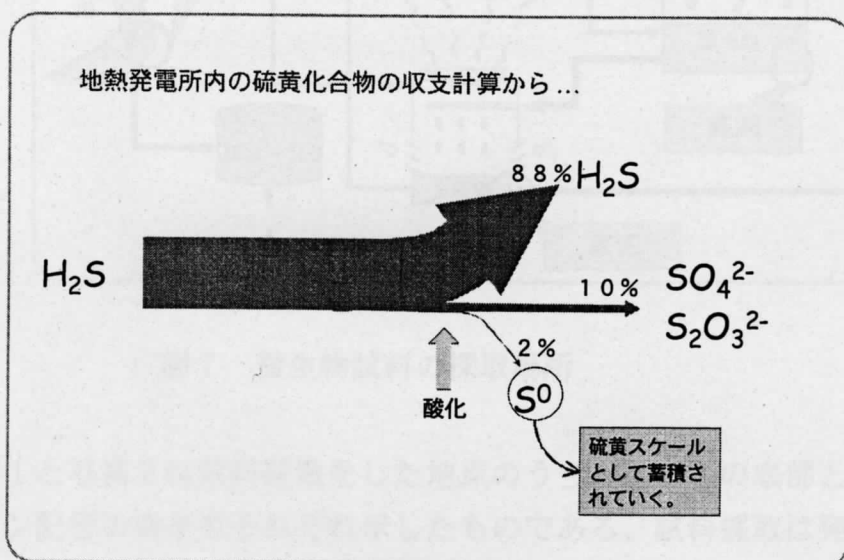 地熱発電所内の硫黄化合物の収支計算から...
88% H₂S
H₂S
10% SO₄²⁻
S₂O₃²⁻
2%
酸化
S⁰
硫黄スケール
として蓄積さ
れていく。